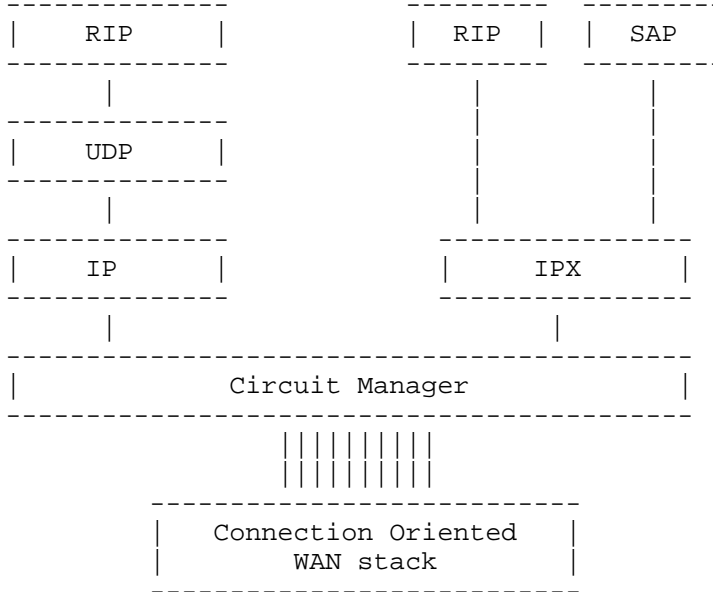 RIP RIP SAP
UDP
IP IPX
Circuit Manager
Connection Oriented
WAN stack